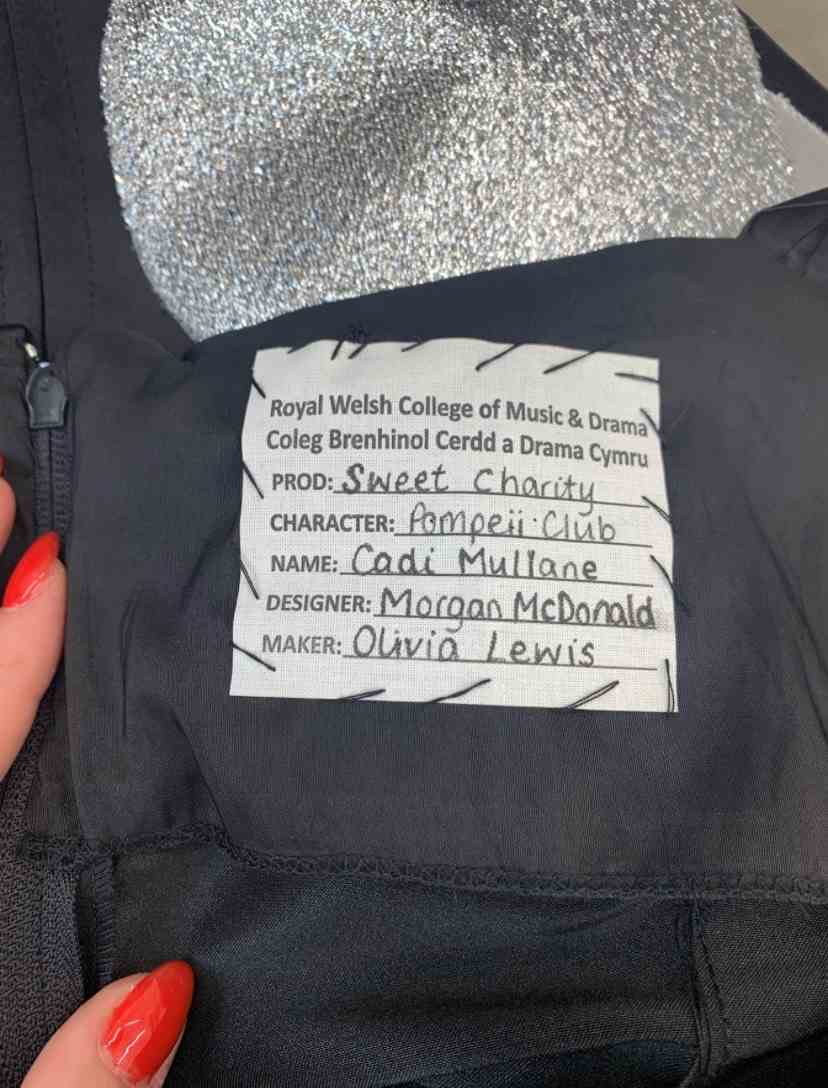 Royal Welsh College of Music & Drama
Coleg Brenhinol Cerdd a Drama Cymru
PROD: Sweet Charity
CHARACTER: Pompeii Club
NAME: Cadi Mullane
DESIGNER: Morgan McDonald
MAKER: Olivia Lewis